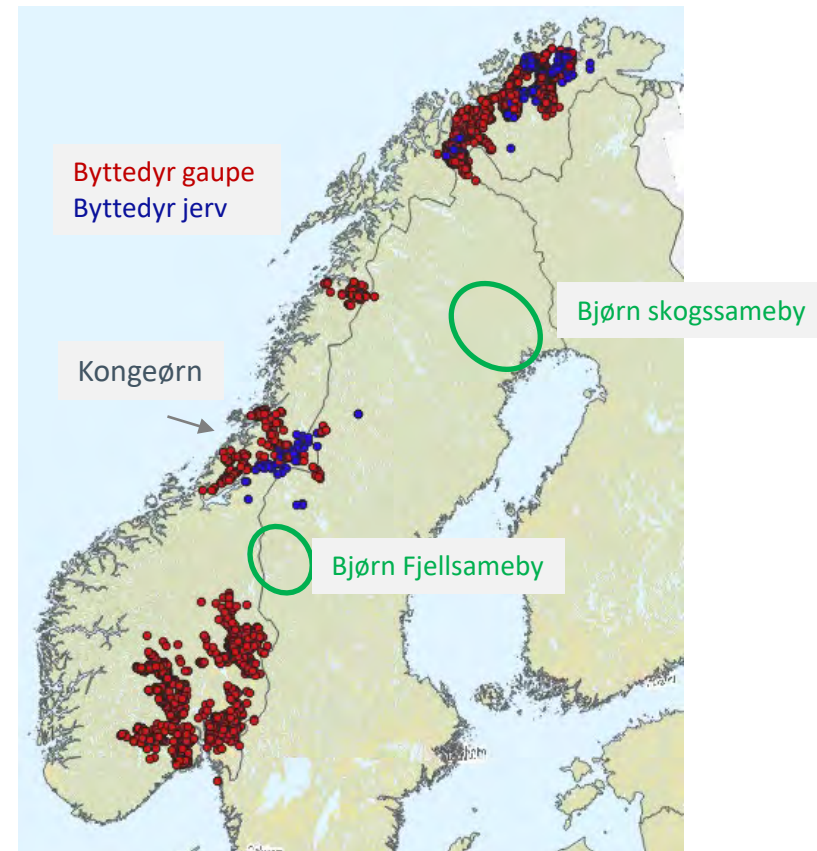 Byttedyr gaupe
Byttedyr jerv
Bjørn skogssameby
Kongeørn
Bjørn Fjellsameby